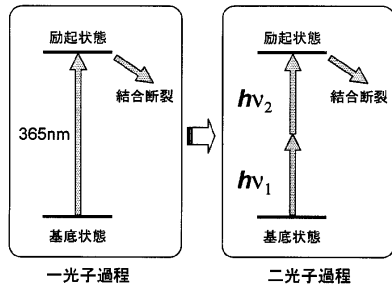 励起状態
結合断裂
365nm
基底状態
一光子過程
励起状態
結合断裂
hν₂
hν₁
基底状態
二光子過程